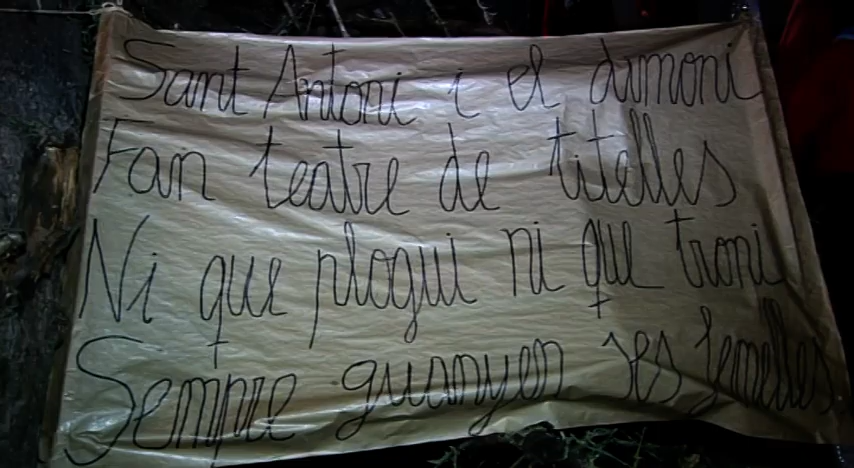 Sant Antoni i el dimoni
Fan teatre de titelles
Ni que plogui ni que troni
Sempre guanyen ses femelles.